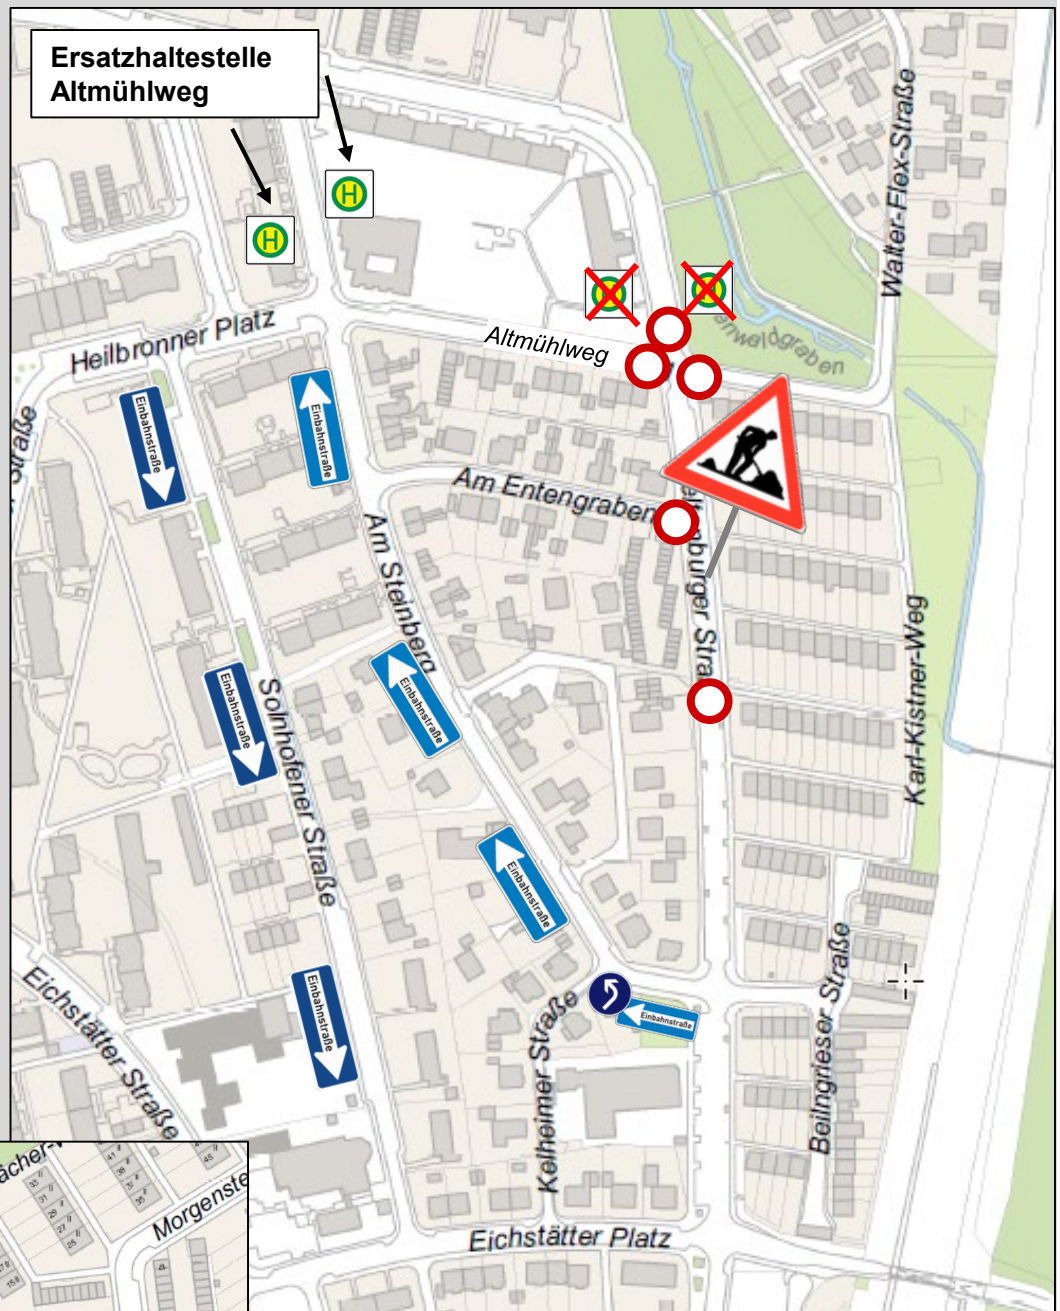 Ersatzhaltestelle
Altmühlweg
H
H
H
H
Walter-Flex-Straße
Heilbronner Platz
Altmühlweg
Straße
Einbahnstraße
Einbahnstraße
Am Entengraben
Am Steinberg
Karl-Kistner-Weg
Einbahnstraße
Einbahnstraße
Solnhofener Straße
Einbahnstraße
Eichstätter Straße
Einbahnstraße
Einbahnstraße
Kelheimer Straße
Beilngrieser Straße
Morgenste
Eichstätter Platz